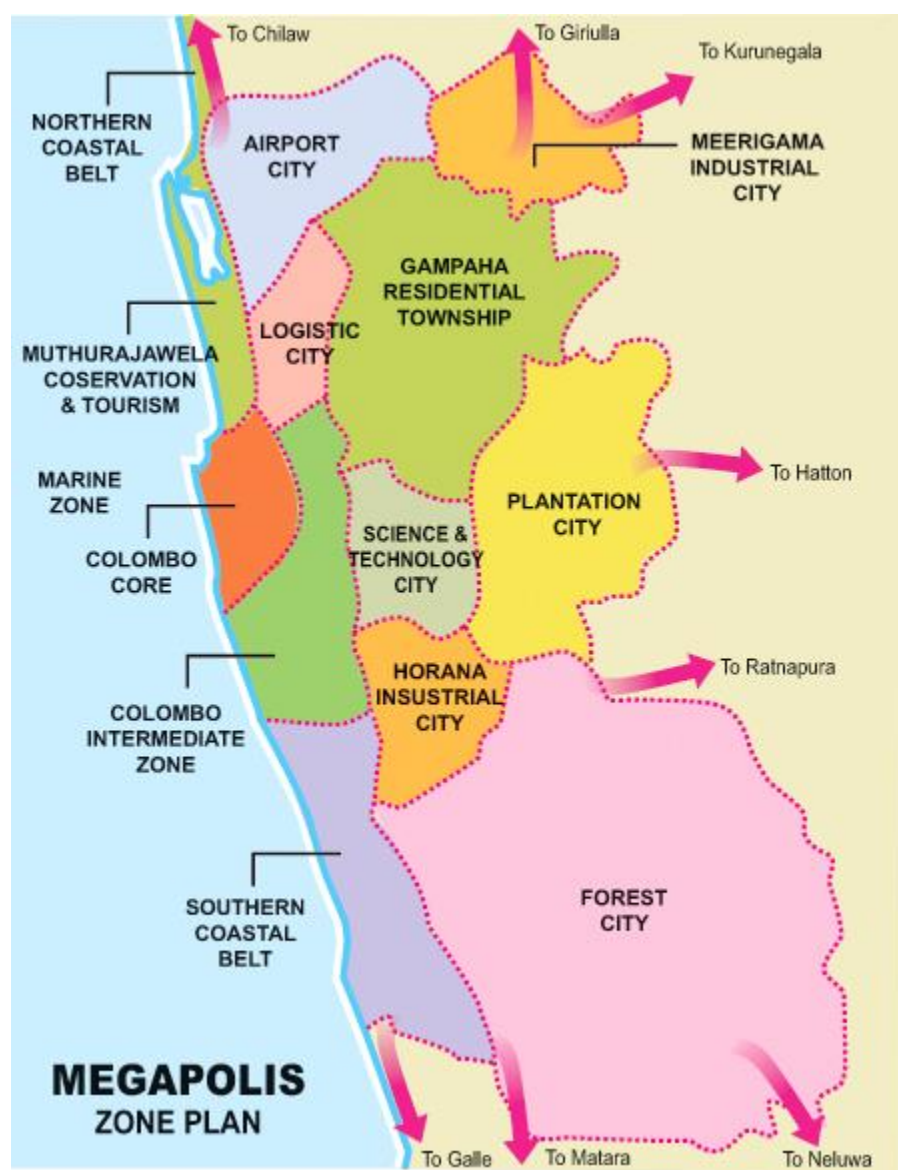 To Chilaw
To Giriulla
To Kurunegala
NORTHERN
COASTAL
BELT
AIRPORT
CITY
MEERIGAMA
INDUSTRIAL
CITY
GAMPAHA
RESIDENTIAL
TOWNSHIP
LOGISTIC
CITY
MUTHURAJAWELA
COSERVATION
& TOURISM
MARINE
ZONE
To Hatton
PLANTATION
CITY
SCIENCE &
TECHNOLOGY
CITY
COLOMBO
CORE
To Ratnapura
HORANA
INSUSTRIAL
CITY
COLOMBO
INTERMEDIATE
ZONE
FOREST
CITY
SOUTHERN
COASTAL
BELT
MEGAPOLIS
ZONE PLAN
To Galle
To Matara
To Neluwa